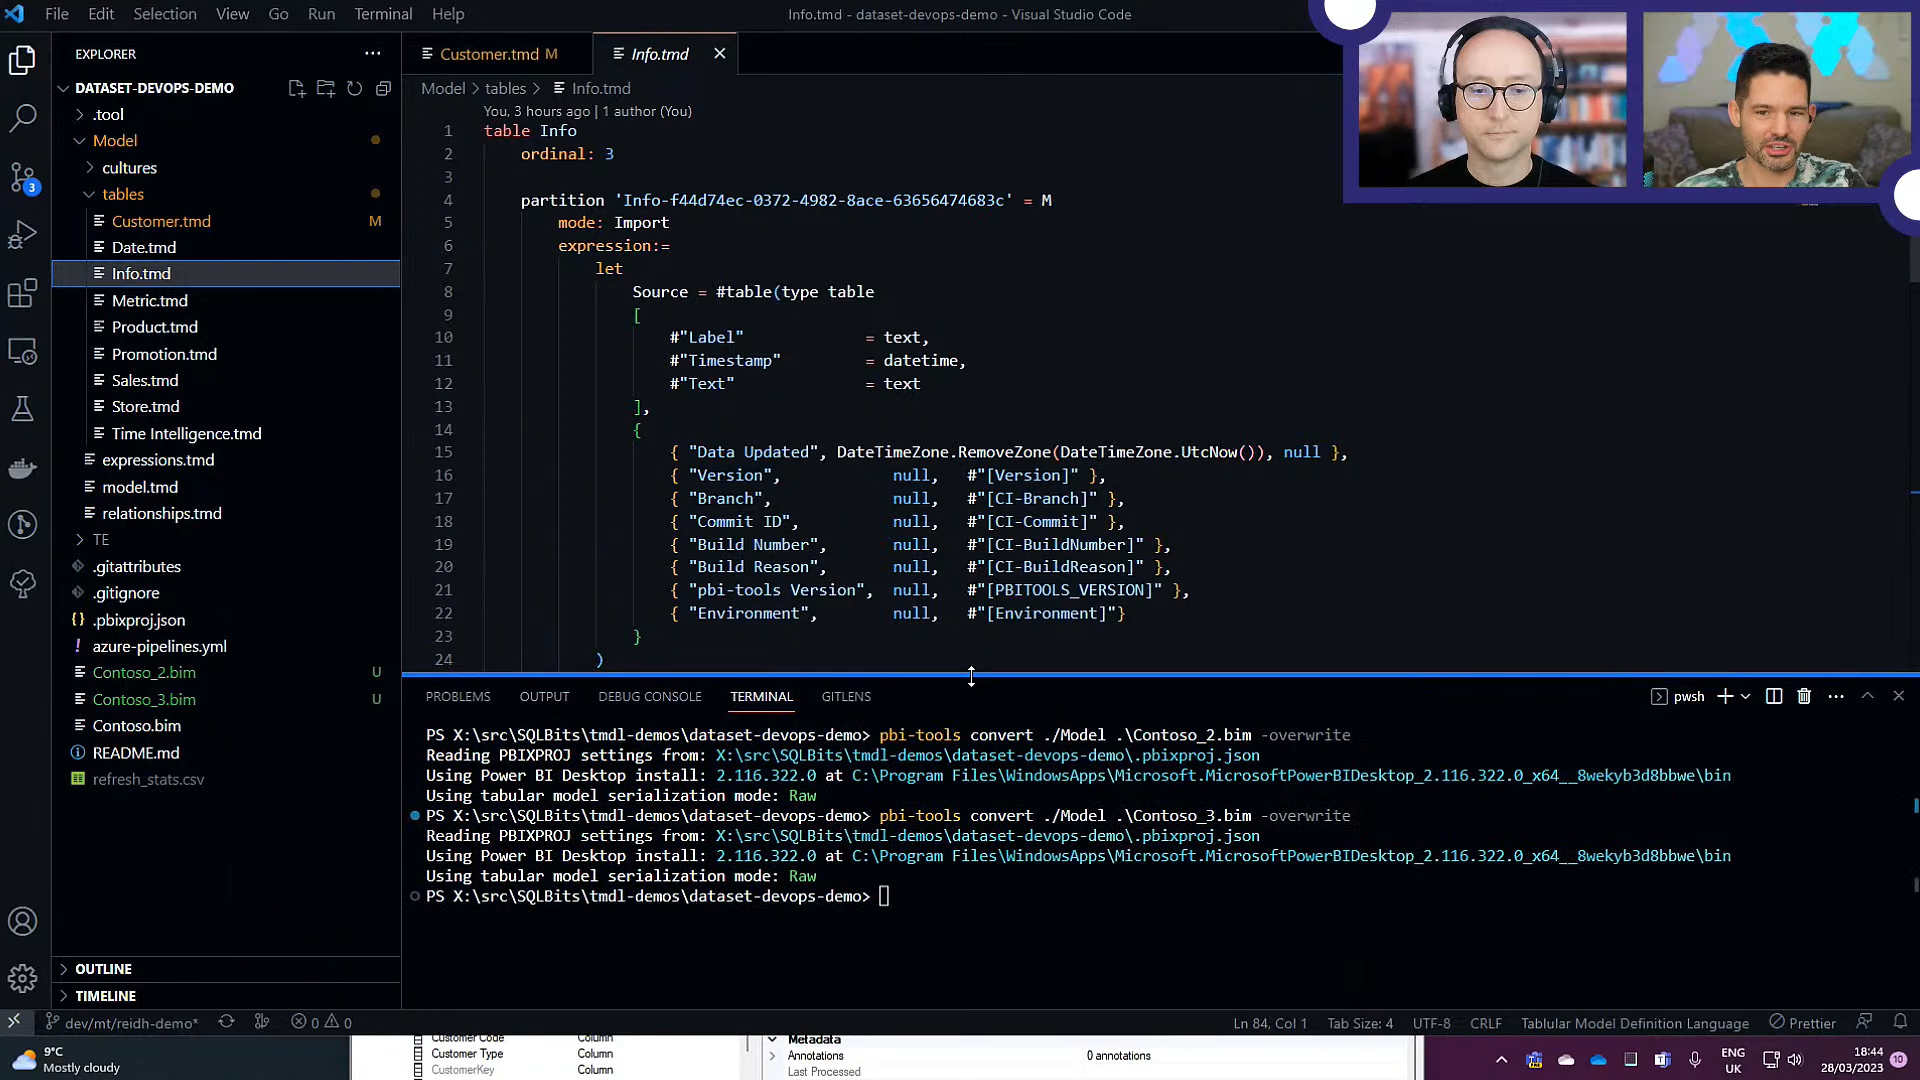 File Edit Selection View Go Run Terminal Help
Info.tmd - dataset-devops-demo - Visual Studio Code
EXPLORER
DATASET-DEVOPS-DEMO
.tool
Model
cultures
tables
Customer.tmd M
Date.tmd
Info.tmd
Metric.tmd
Product.tmd
Promotion.tmd
Sales.tmd
Store.tmd
Time Intelligence.tmd
expressions.tmd
model.tmd
relationships.tmd
TE
.gitattributes
.gitignore
{} .pbixproj.json
! azure-pipelines.yml
Contoso_2.bim U
Contoso_3.bim U
Contoso.bim
README.md
refresh_stats.csv
OUTLINE
TIMELINE
3
Customer.tmd M
Info.tmd
Model > tables > Info.tmd
You, 3 hours ago | 1 author (You)
1 table Info
2 ordinal: 3
3
4 partition 'Info-f44d74ec-0372-4982-8ace-63656474683c' = M
5 mode: Import
6 expression:=
7 let
8 Source = #table(type table
9 [
10 #"Label" = text,
11 #"Timestamp" = datetime,
12 #"Text" = text
13 ],
14 {
15 { "Data Updated", DateTimeZone.RemoveZone(DateTimeZone.UtcNow()), null },
16 { "Version", null, #"[Version]" },
17 { "Branch", null, #"[CI-Branch]" },
18 { "Commit ID", null, #"[CI-Commit]" },
19 { "Build Number", null, #"[CI-BuildNumber]" },
20 { "Build Reason", null, #"[CI-BuildReason]" },
21 { "pbi-tools Version", null, #"[PBITOOLS_VERSION]" },
22 { "Environment", null, #"[Environment]"}
23 }
24 )
PROBLEMS OUTPUT DEBUG CONSOLE TERMINAL GITLENS
pwsh
PS X:\src\SQLBits\tmdl-demos\dataset-devops-demo> pbi-tools convert ./Model .\Contoso_2.bim -overwrite
Reading PBIXPROJ settings from: X:\src\SQLBits\tmdl-demos\dataset-devops-demo\.pbixproj.json
Using Power BI Desktop install: 2.116.322.0 at C:\Program Files\WindowsApps\Microsoft.MicrosoftPowerBIDesktop_2.116.322.0_x64__8wekyb3d8bbwe\bin
Using tabular model serialization mode: Raw
PS X:\src\SQLBits\tmdl-demos\dataset-devops-demo> pbi-tools convert ./Model .\Contoso_3.bim -overwrite
Reading PBIXPROJ settings from: X:\src\SQLBits\tmdl-demos\dataset-devops-demo\.pbixproj.json
Using Power BI Desktop install: 2.116.322.0 at C:\Program Files\WindowsApps\Microsoft.MicrosoftPowerBIDesktop_2.116.322.0_x64__8wekyb3d8bbwe\bin
Using tabular model serialization mode: Raw
PS X:\src\SQLBits\tmdl-demos\dataset-devops-demo>
dev/mt/reidh-demo* 0 0
Ln 84, Col 1 Tab Size: 4 UTF-8 CRLF Tablular Model Definition Language Prettier
Customer Code Column
Customer Type Column
CustomerKey Column
Metadata
Annotations 0 annotations
Last Processed
9°C
Mostly cloudy
ENG
UK
18:44
28/03/2023
10